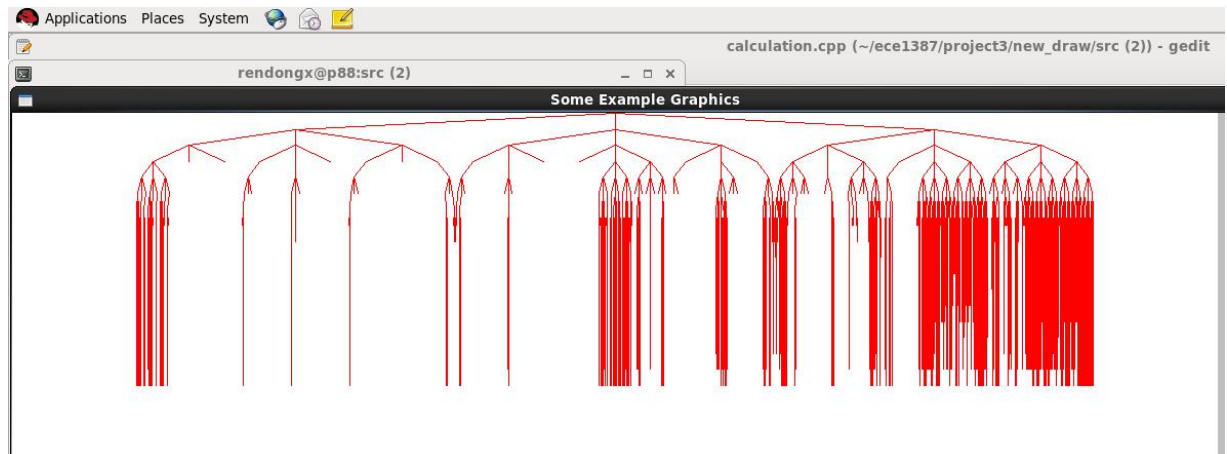 Applications Places System
calculation.cpp (~/ece1387/project3/new_draw/src (2)) - gedit
rendongx@p88:src (2)
Some Example Graphics